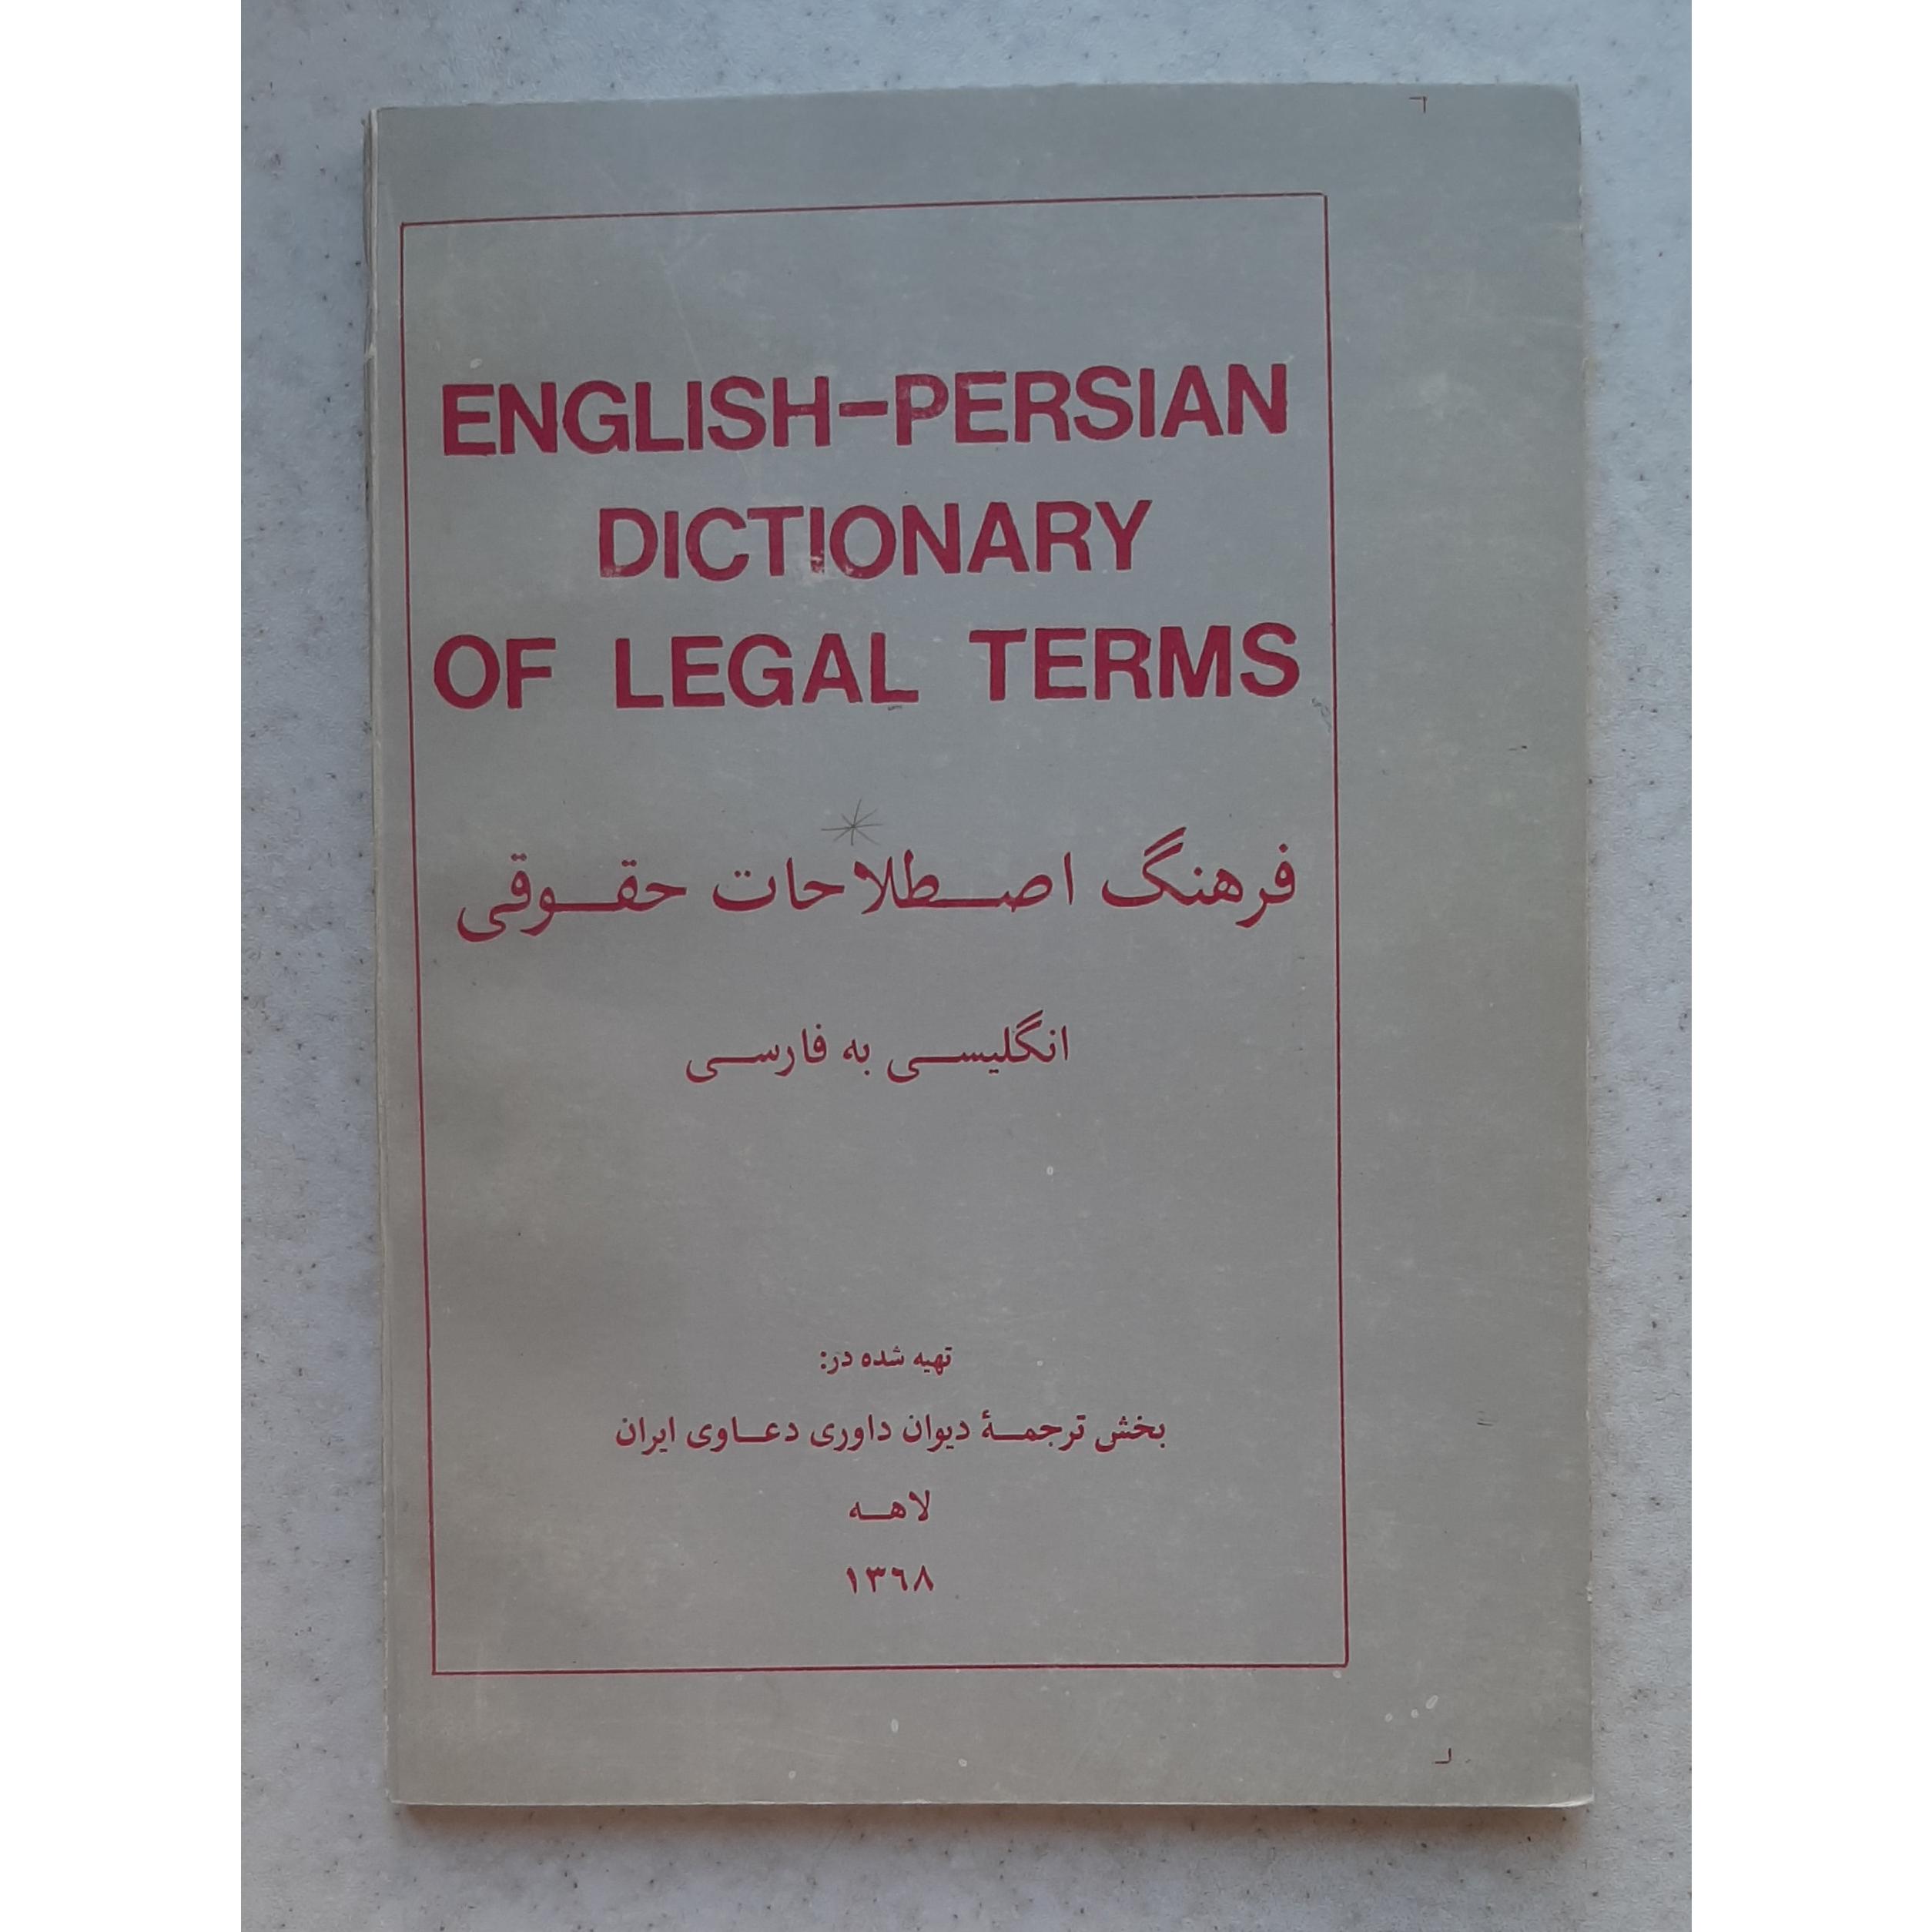 ENGLISH-PERSIAN
DICTIONARY
OF LEGAL TERMS
فرهنگ اصطلاحات حقوقی
انگلیسی به فارسی
تهیه شده در:
بخش ترجمهٔ دیوان داوری دعاوی ایران
لاهه
۱۳٦۸